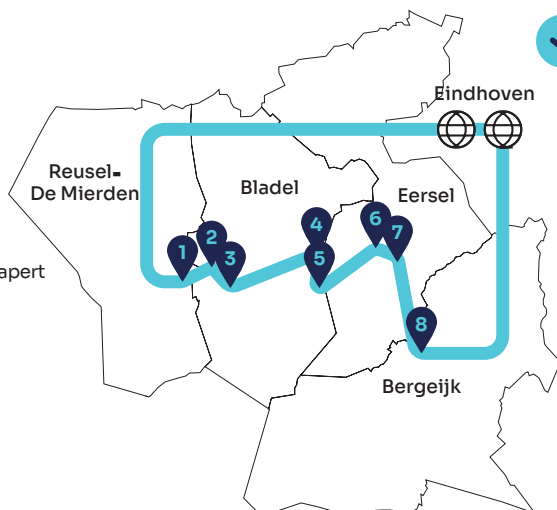 Eindhoven
Reusel-
De Mierden
Bladel
Eersel
4
6
2
7
1
3
5
apert
8
Bergeijk